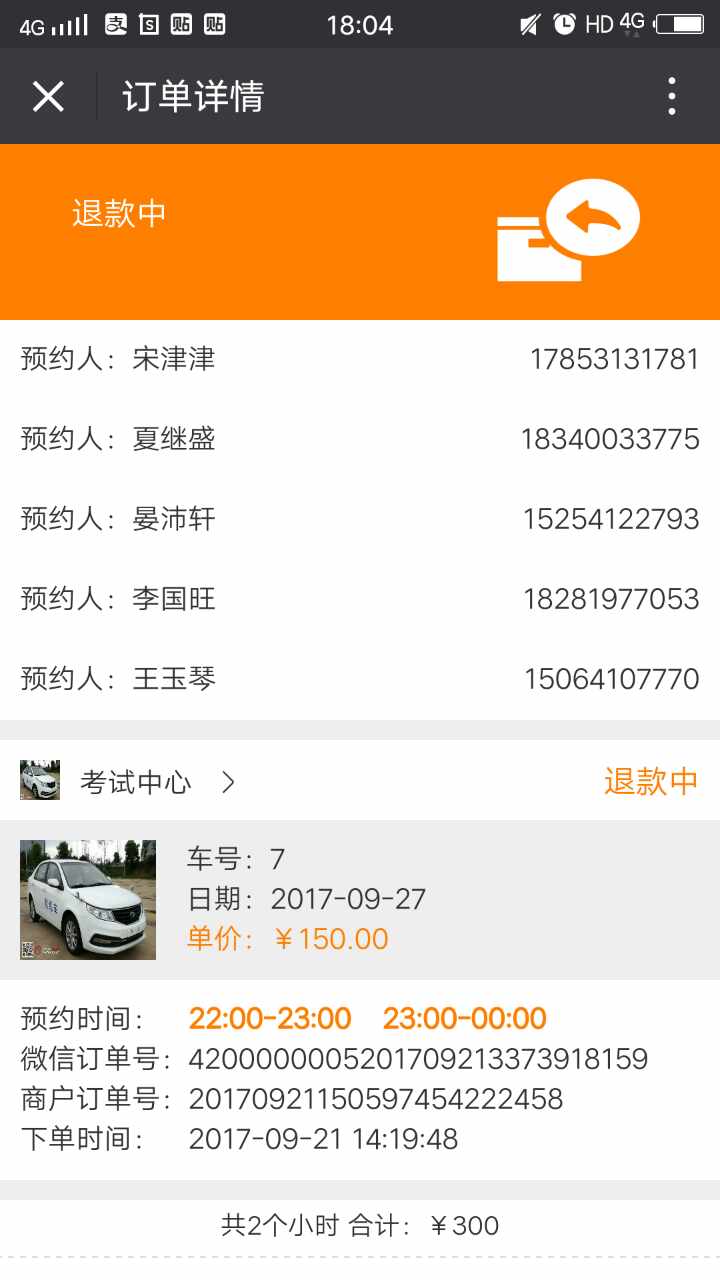 4G 支 S 贴 贴 18:04 HD 4G
订单详情
退款中
预约人：宋津津 17853131781
预约人：夏继盛 18340033775
预约人：晏沛轩 15254122793
预约人：李国旺 18281977053
预约人：王玉琴 15064107770
考试中心 退款中
车号：7
日期：2017-09-27
单价：￥150.00
预约时间： 22:00-23:00 23:00-00:00
微信订单号：4200000005201709213373918159
商户订单号：20170921150597454222458
下单时间： 2017-09-21 14:19:48
共2个小时 合计：￥300